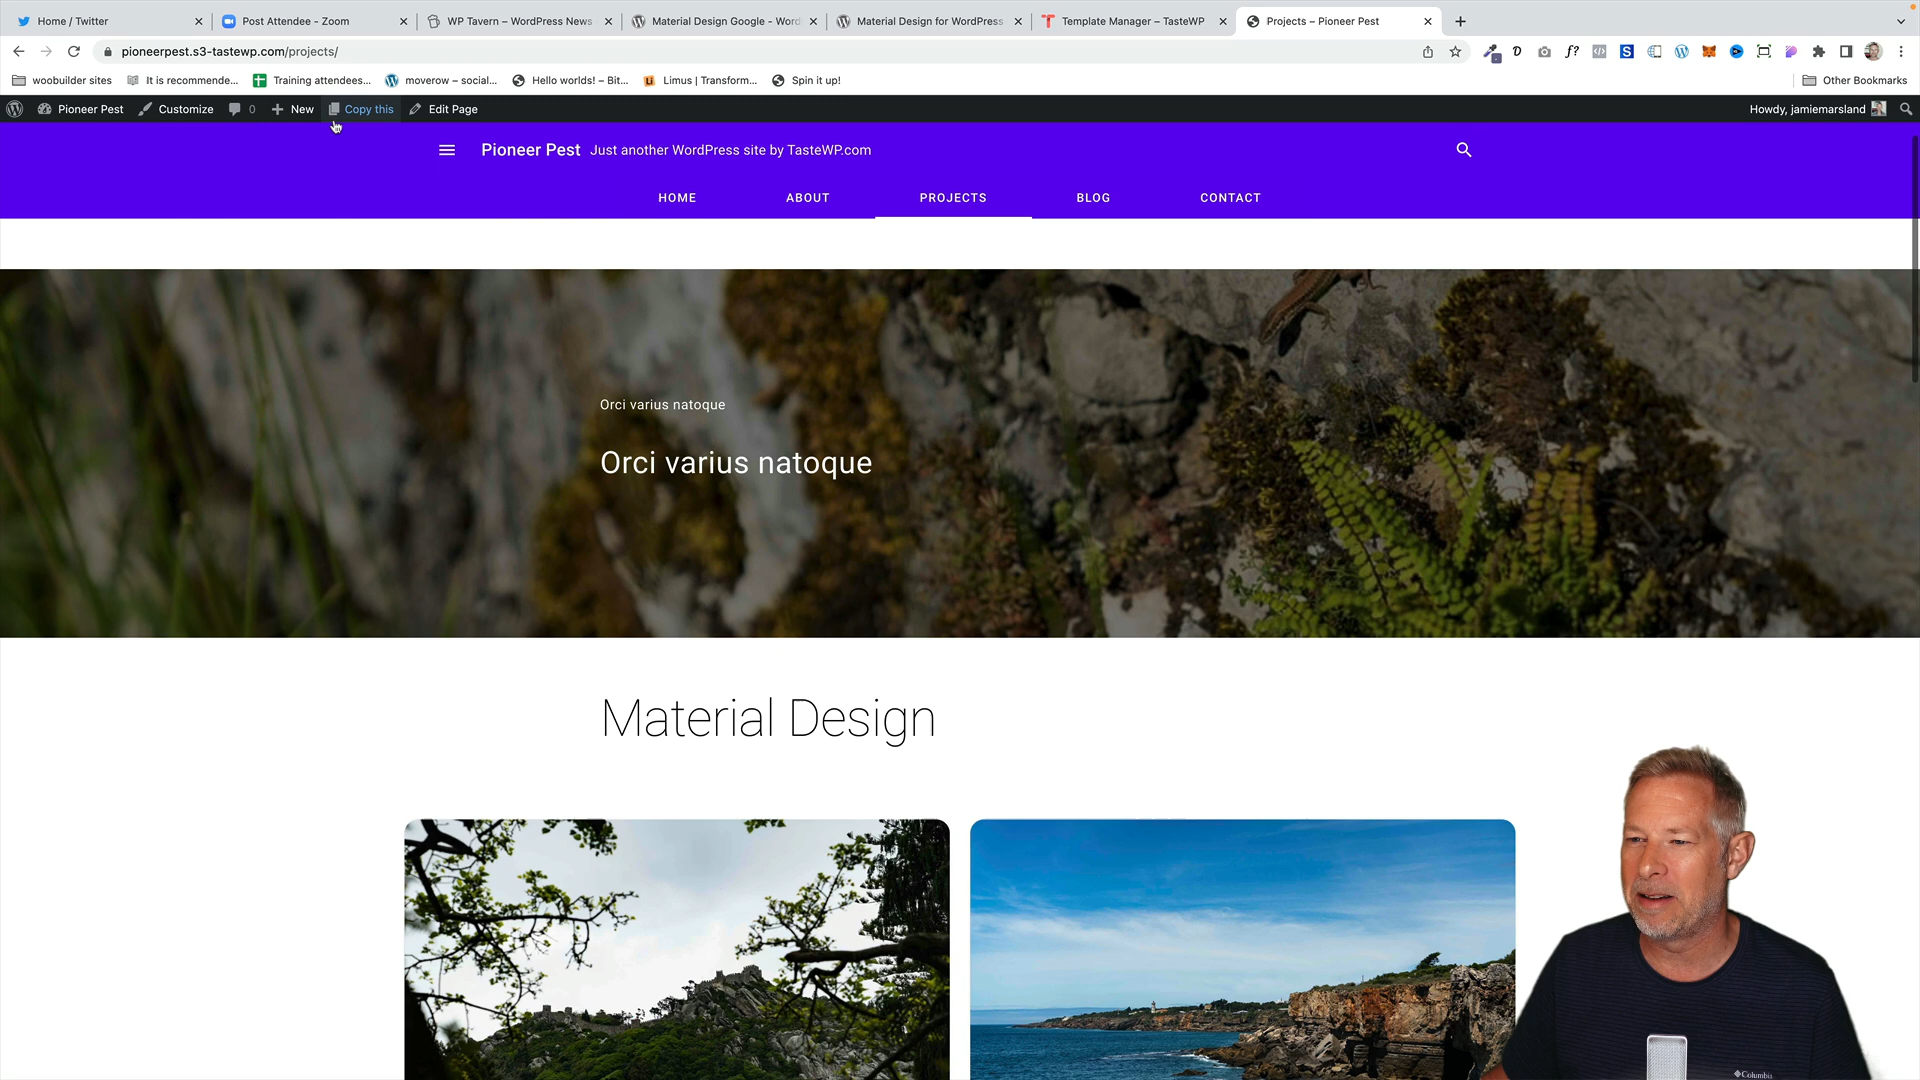 Home / Twitter
Post Attendee - Zoom
WP Tavern – WordPress News
Material Design Google - Word
Material Design for WordPress
Template Manager – TasteWP
Projects – Pioneer Pest
pioneerpest.s3-tastewp.com/projects/
woobuilder sites
It is recommende...
Training attendees...
moverow – social...
Hello worlds! – Bit...
Limus | Transform...
Spin it up!
Other Bookmarks
Pioneer Pest
Customize
0
New
Copy this
Edit Page
Howdy, jamiemarsland
Pioneer Pest
Just another WordPress site by TasteWP.com
HOME
ABOUT
PROJECTS
BLOG
CONTACT
Orci varius natoque
Orci varius natoque
Material Design
Columbia